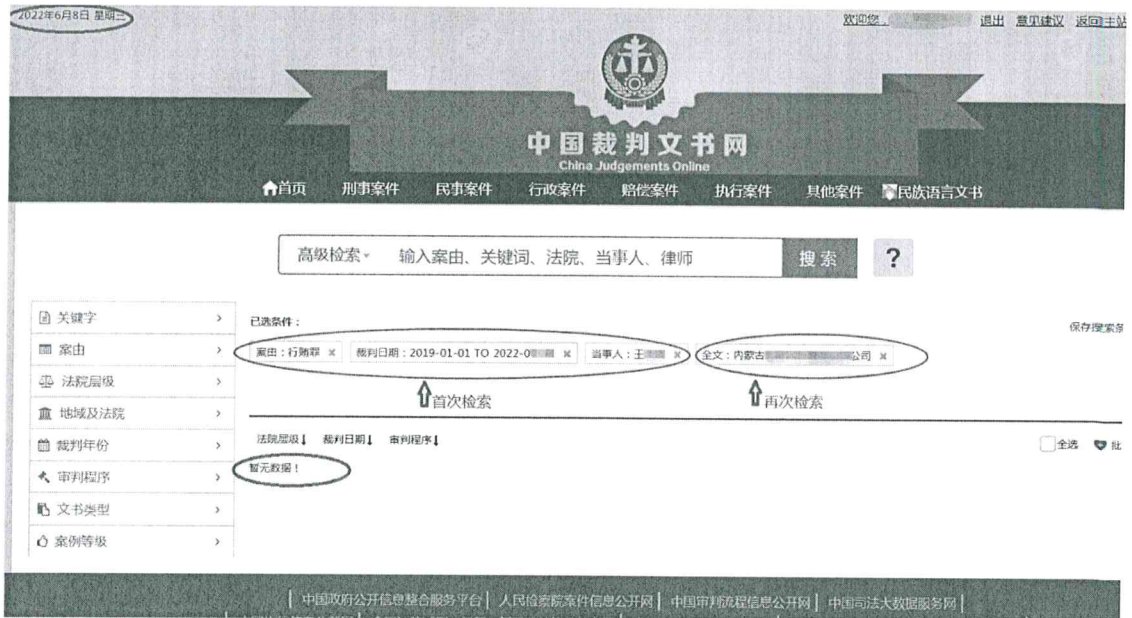 2022年6月8日 星期三
欢迎您， 退出 意见建议 返回主站
中国裁判文书网
China Judgements Online
首页 刑事案件 民事案件 行政案件 赔偿案件 执行案件 其他案件 民族语言文书
高级检索 输入案由、关键词、法院、当事人、律师 搜索 ?
关键字
案由
法院层级
地域及法院
裁判年份
审判程序
文书类型
案例等级
已选条件：
保存搜索条
案由：行贿罪 × 裁判日期：2019-01-01 TO 2022-0 × 当事人：王 × 全文：内蒙古 公司 ×
首次检索 再次检索
法院层级 裁判日期 审判程序
全选 批
暂无数据！
中国政府公开信息整合服务平台 | 人民检察院案件信息公开网 | 中国审判流程信息公开网 | 中国司法大数据服务网 |